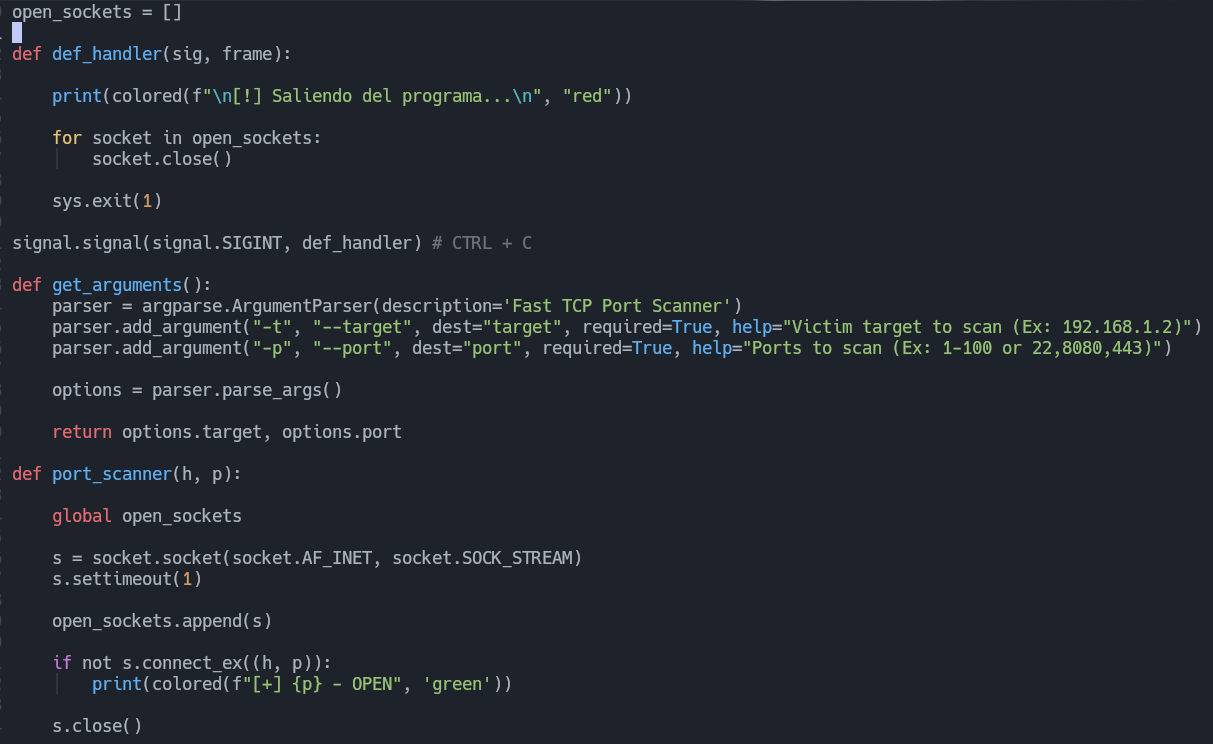 open_sockets = []
def def_handler(sig, frame):
print(colored(f"\n[!] Saliendo del programa...\n", "red"))
for socket in open_sockets:
socket.close()
sys.exit(1)
signal.signal(signal.SIGINT, def_handler) # CTRL + C
def get_arguments():
parser = argparse.ArgumentParser(description='Fast TCP Port Scanner')
parser.add_argument("-t", "--target", dest="target", required=True, help="Victim target to scan (Ex: 192.168.1.2)")
parser.add_argument("-p", "--port", dest="port", required=True, help="Ports to scan (Ex: 1-100 or 22,8080,443)")
options = parser.parse_args()
return options.target, options.port
def port_scanner(h, p):
global open_sockets
s = socket.socket(socket.AF_INET, socket.SOCK_STREAM)
s.settimeout(1)
open_sockets.append(s)
if not s.connect_ex((h, p)):
print(colored(f"[+] {p} - OPEN", 'green'))
s.close()